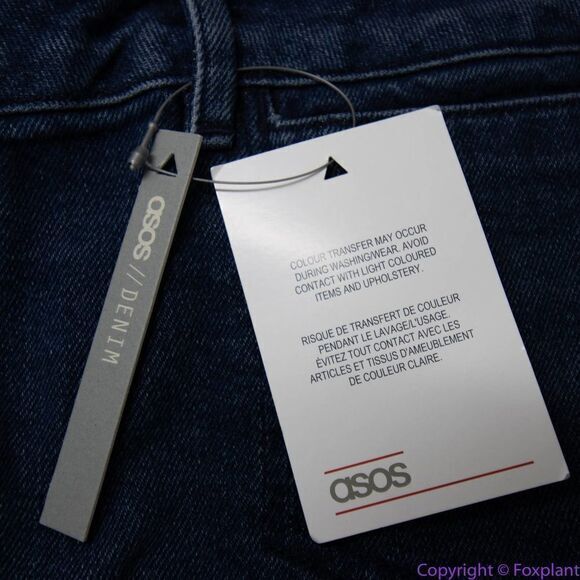 asos // DENIM
COLOUR TRANSFER MAY OCCUR
DURING WASHING/WEAR. AVOID
CONTACT WITH LIGHT COLOURED
ITEMS AND UPHOLSTERY.
RISQUE DE TRANSFERT DE COULEUR
PENDANT LE LAVAGE/L'USAGE.
ÉVITEZ TOUT CONTACT AVEC LES
ARTICLES ET TISSUS D'AMEUBLEMENT
DE COULEUR CLAIRE.
asos
Copyright © Foxplant